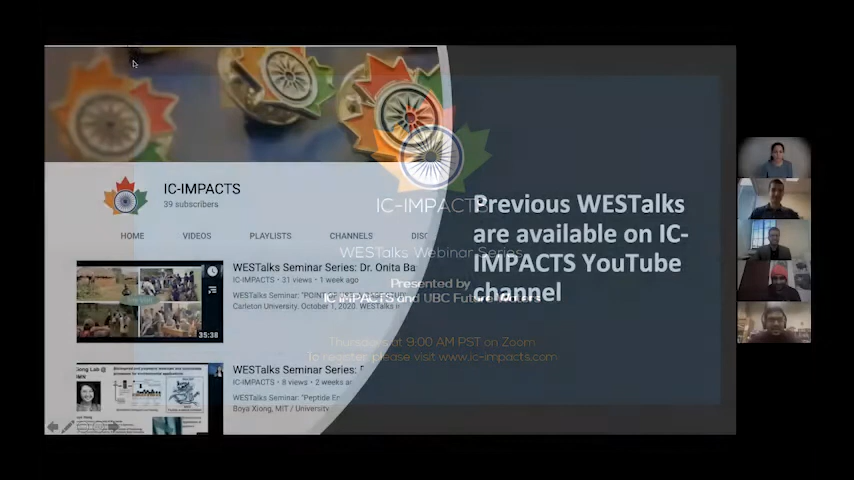 IC-IMPACTS
39 subscribers
HOME VIDEOS PLAYLISTS CHANNELS
WESTalks Seminar Series: Dr. Onita Ba
IC-IMPACTS • 31 views • 1 week ago
Carleton University. October 1, 2020. WESTalks
35:38
WESTalks Seminar Series:
IC-IMPACTS • 8 views • 2 weeks
WESTalks Seminar: "Peptide
Boya Xiong, MIT / University
Previous WESTalks
are available on IC-
IMPACTS YouTube
channel
IC-IMPACTS
WESTalks Webinar Series
Presented by
IC-IMPACTS and UBC Future Waters
Thursdays at 9:00 AM PST on Zoom
To register please visit www.ic-impacts.com